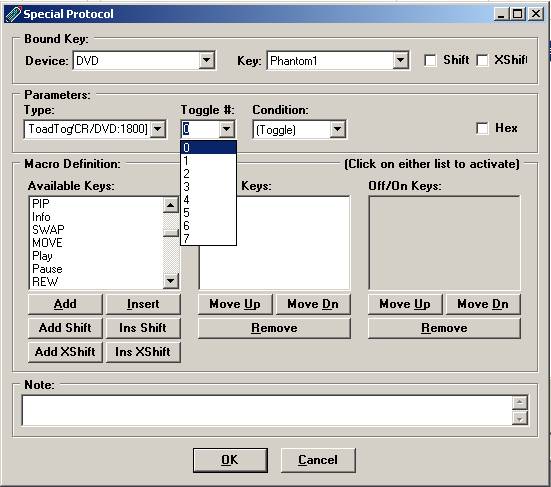 Special Protocol
Bound Key:
Device: DVD Key: Phantom1 Shift XShift
Parameters:
Type: Toggle #: Condition:
ToadTog/CR/DVD:1800] 0 (Toggle) Hex
0
1
2
3
4
5
6
7
Macro Definition: (Click on either list to activate)
Available Keys: Keys: Off/On Keys:
PIP
Info
SWAP
MOVE
Play
Pause
REW
Add Insert Move Up Move Dn Move Up Move Dn
Add Shift Ins Shift Remove Remove
Add XShift Ins XShift
Note:
OK Cancel